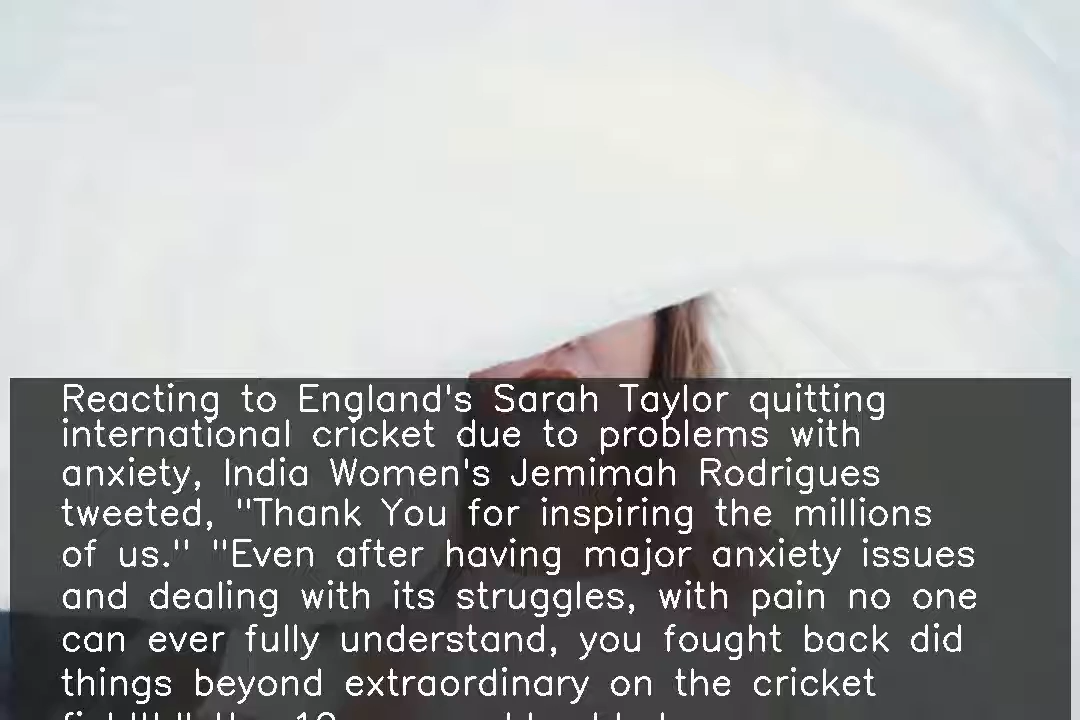 Reacting to England's Sarah Taylor quitting
international cricket due to problems with
anxiety, India Women's Jemimah Rodrigues
tweeted, "Thank You for inspiring the millions
of us." "Even after having major anxiety issues
and dealing with its struggles, with pain no one
can ever fully understand, you fought back did
things beyond extraordinary on the cricket